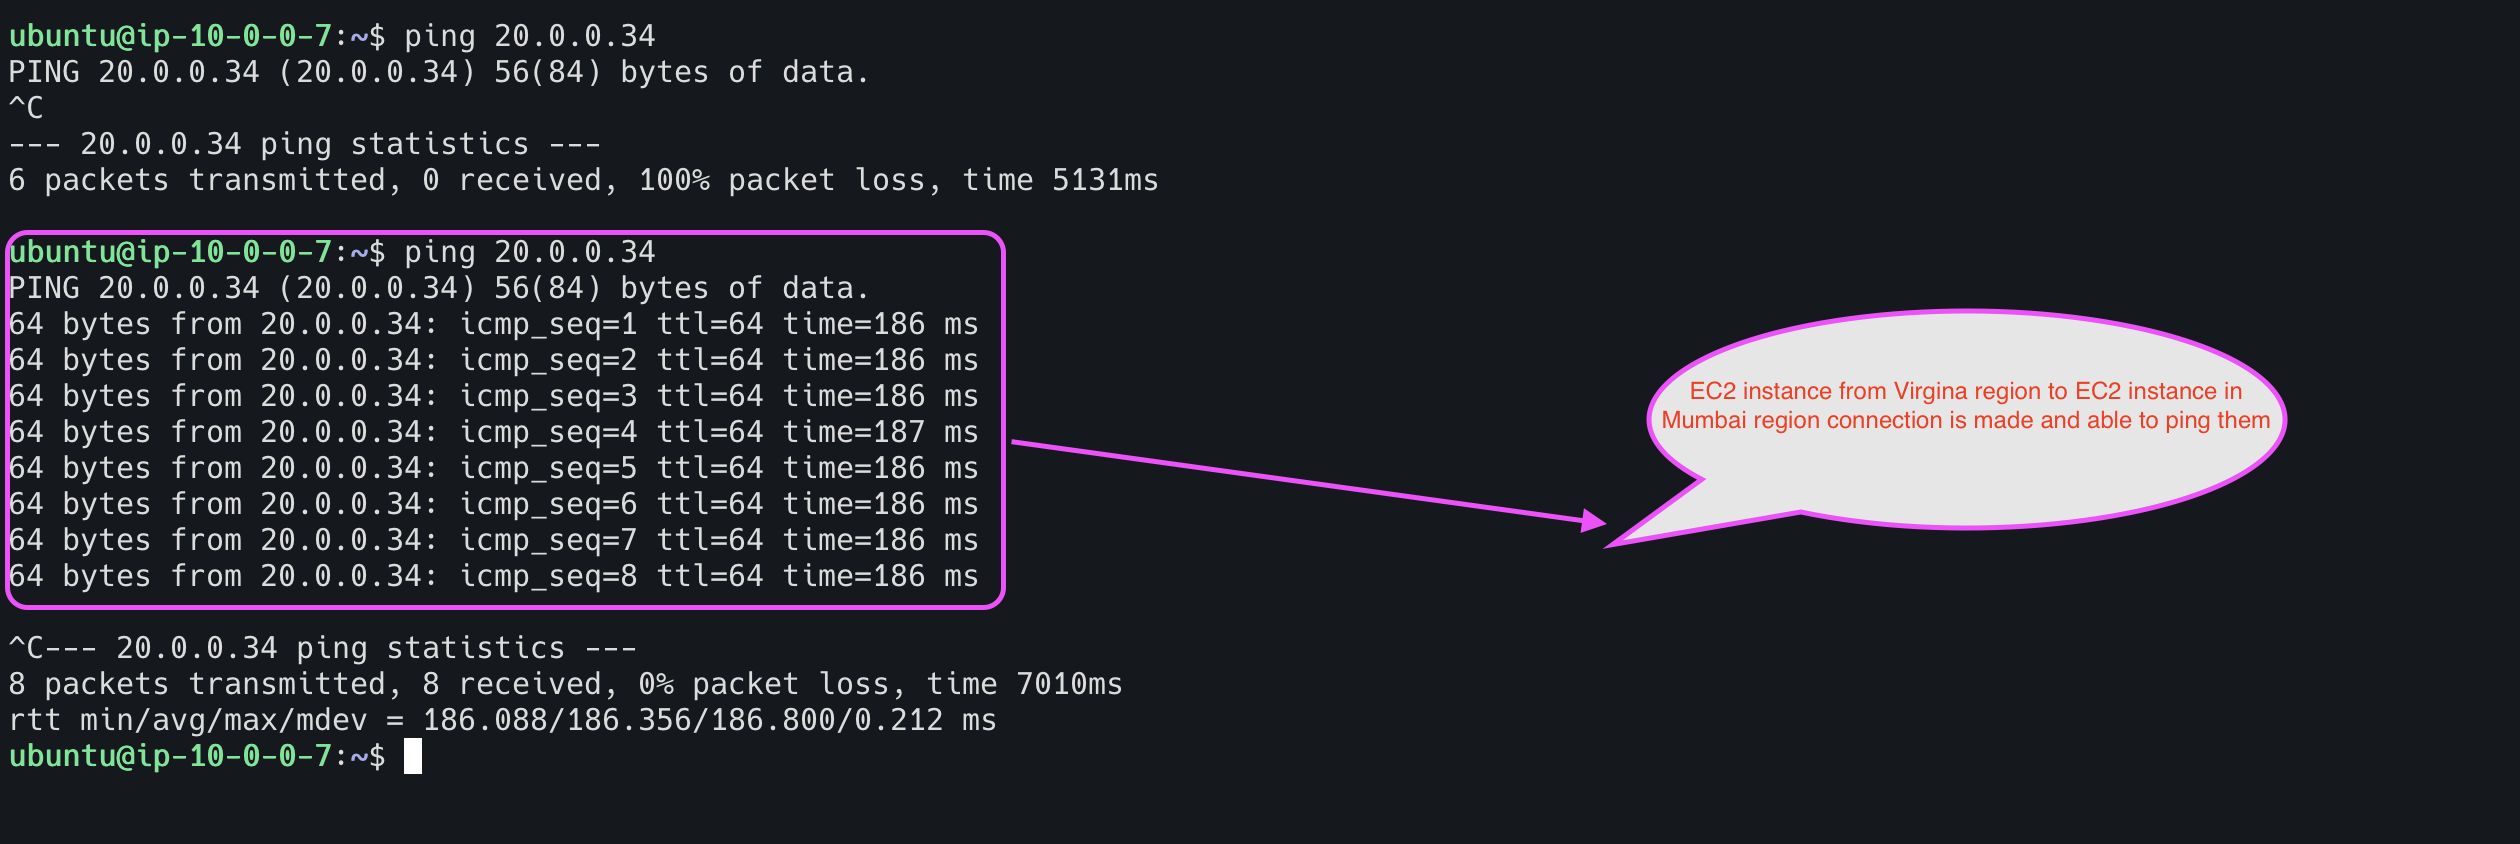 ubuntu@ip-10-0-0-7:~$ ping 20.0.0.34
PING 20.0.0.34 (20.0.0.34) 56(84) bytes of data.
^C
--- 20.0.0.34 ping statistics ---
6 packets transmitted, 0 received, 100% packet loss, time 5131ms
ubuntu@ip-10-0-0-7:~$ ping 20.0.0.34
PING 20.0.0.34 (20.0.0.34) 56(84) bytes of data.
64 bytes from 20.0.0.34: icmp_seq=1 ttl=64 time=186 ms
64 bytes from 20.0.0.34: icmp_seq=2 ttl=64 time=186 ms
64 bytes from 20.0.0.34: icmp_seq=3 ttl=64 time=186 ms
64 bytes from 20.0.0.34: icmp_seq=4 ttl=64 time=187 ms
64 bytes from 20.0.0.34: icmp_seq=5 ttl=64 time=186 ms
64 bytes from 20.0.0.34: icmp_seq=6 ttl=64 time=186 ms
64 bytes from 20.0.0.34: icmp_seq=7 ttl=64 time=186 ms
64 bytes from 20.0.0.34: icmp_seq=8 ttl=64 time=186 ms
^C--- 20.0.0.34 ping statistics ---
8 packets transmitted, 8 received, 0% packet loss, time 7010ms
rtt min/avg/max/mdev = 186.088/186.356/186.800/0.212 ms
ubuntu@ip-10-0-0-7:~$
EC2 instance from Virgina region to EC2 instance in
Mumbai region connection is made and able to ping them